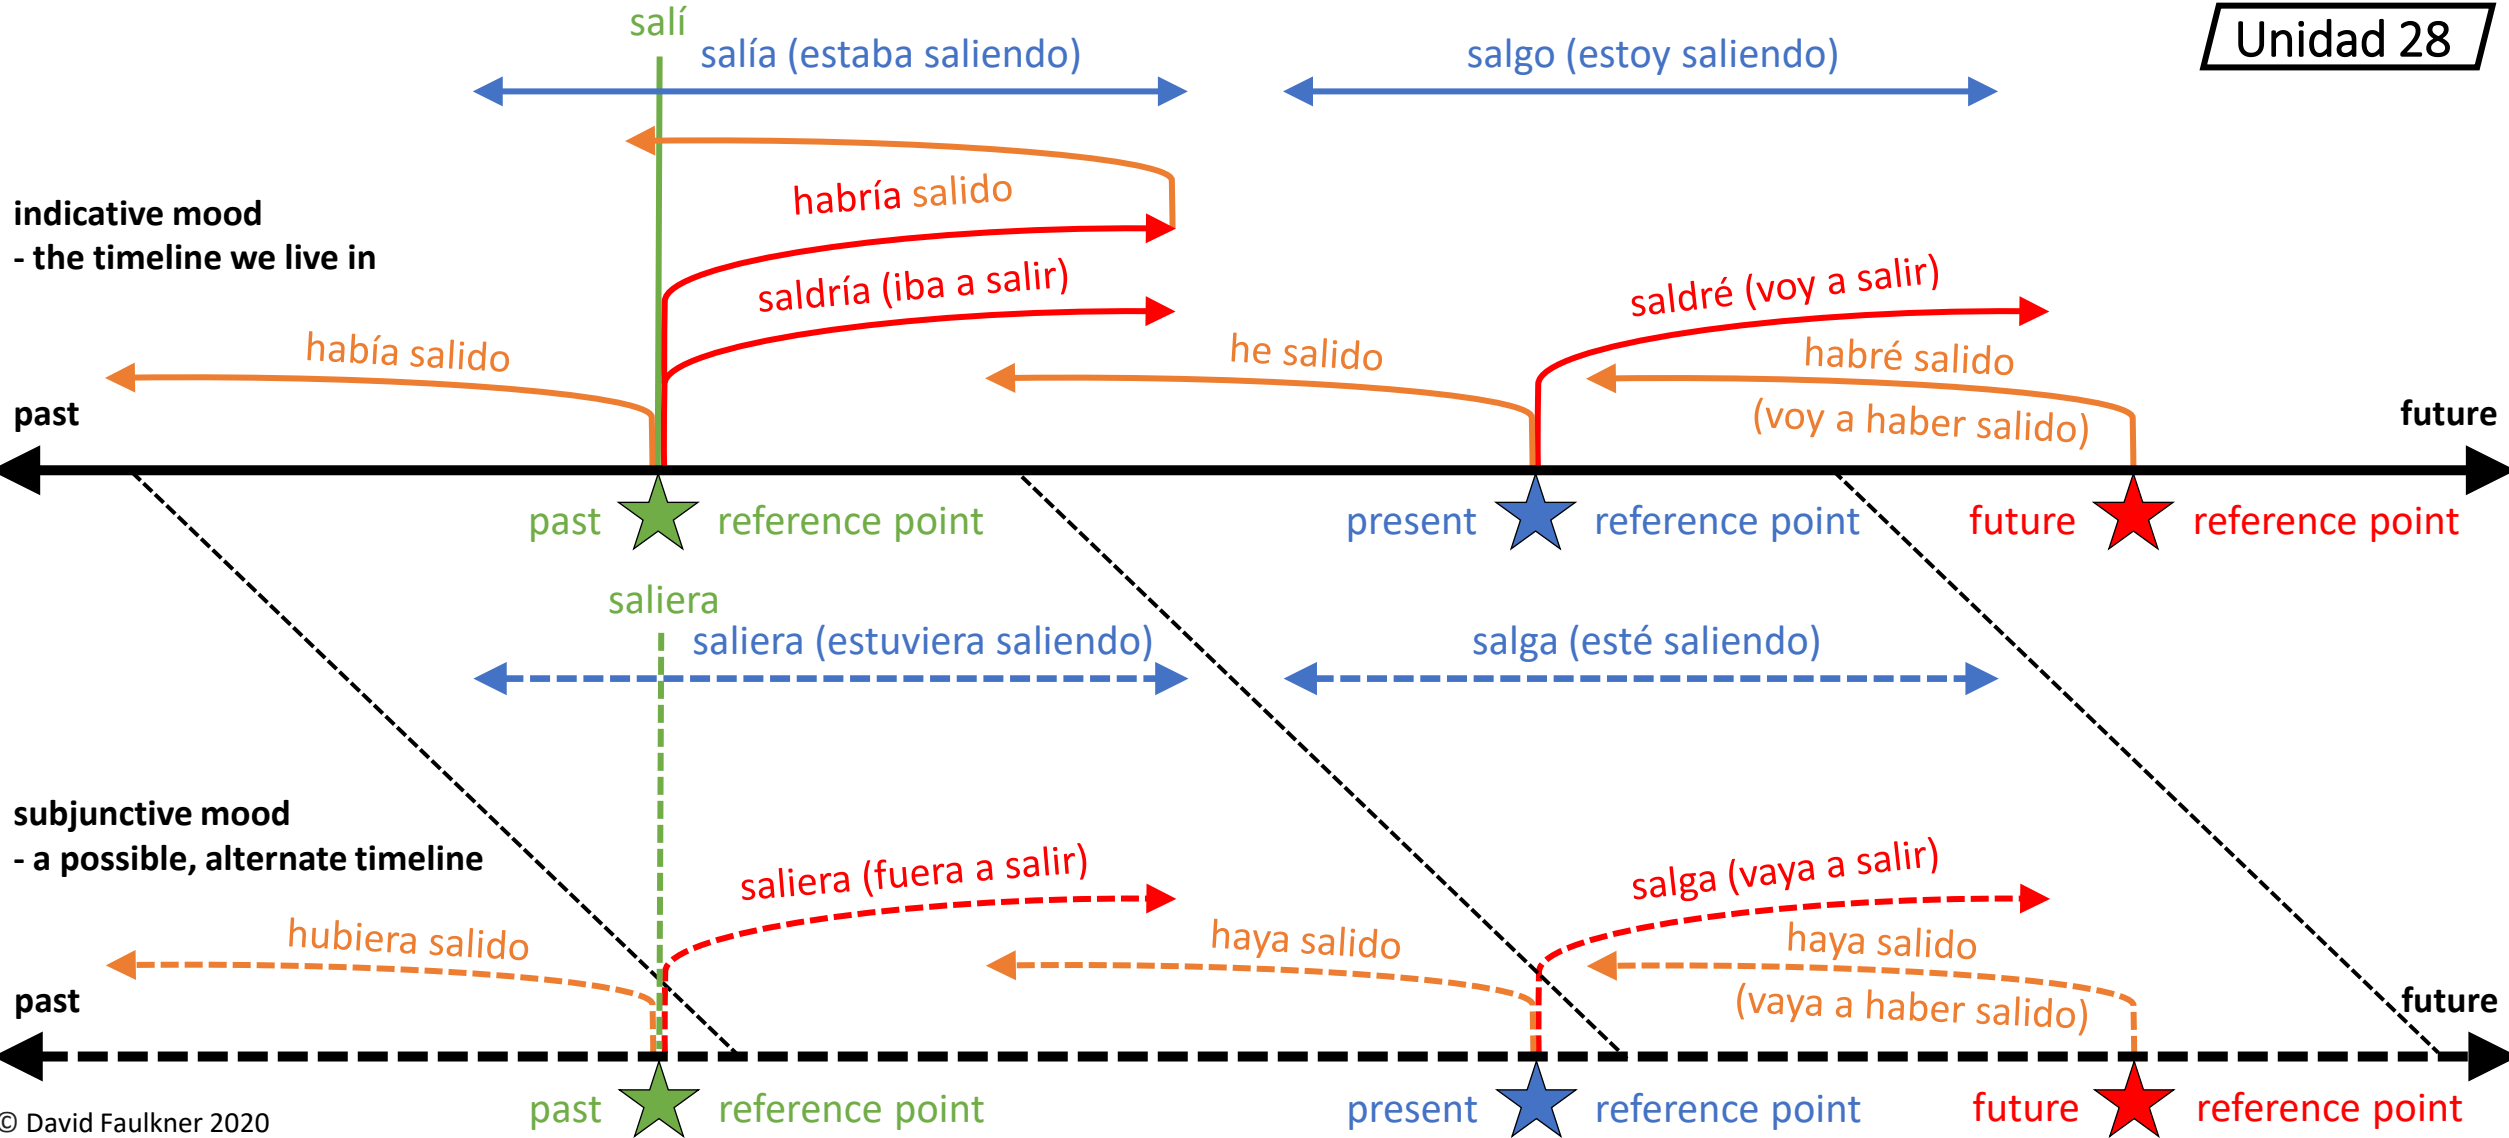 Unidad 28
salí
salía (estaba saliendo)
salgo (estoy saliendo)
habría salido
indicative mood
- the timeline we live in
saldría (iba a salir)
saldré (voy a salir)
había salido
he salido
habré salido
(voy a haber salido)
past
future
past reference point
present reference point
future reference point
saliera
saliera (estuviera saliendo)
salga (esté saliendo)
subjunctive mood
- a possible, alternate timeline
saliera (fuera a salir)
salga (vaya a salir)
hubiera salido
haya salido
haya salido
(vaya a haber salido)
past
future
past reference point
present reference point
future reference point
© David Faulkner 2020